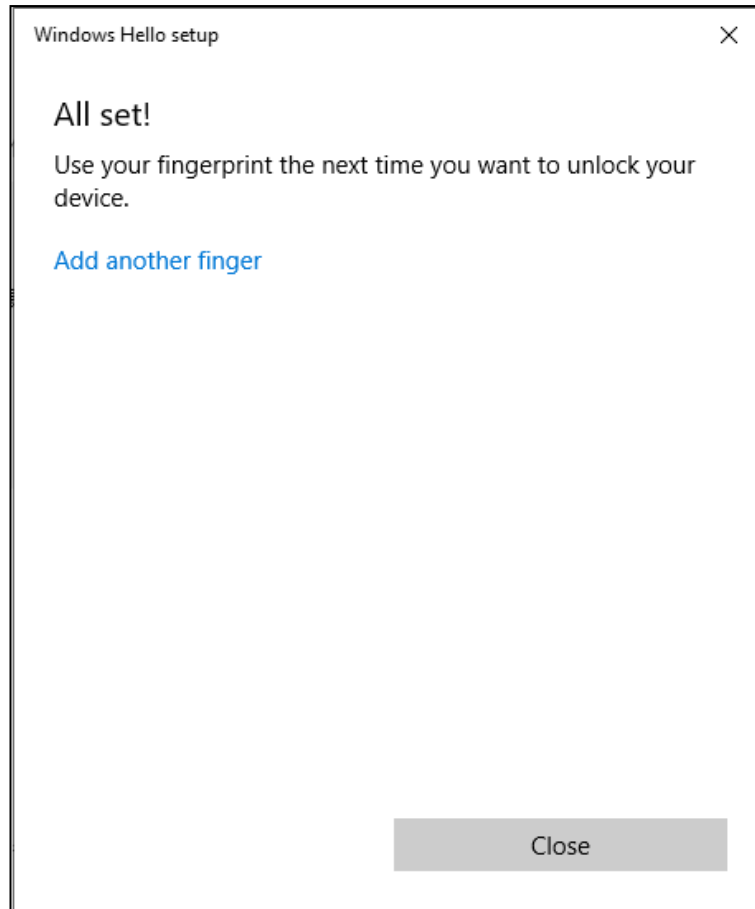 Windows Hello setup
All set!
Use your fingerprint the next time you want to unlock your
device.
Add another finger
Close